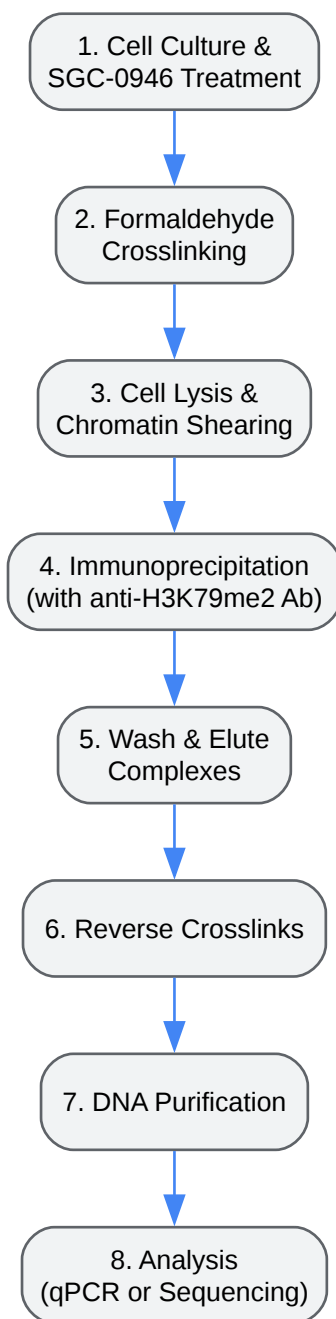 1. Cell Culture &
SGC-0946 Treatment
2. Formaldehyde
Crosslinking
3. Cell Lysis &
Chromatin Shearing
4. Immunoprecipitation
(with anti-H3K79me2 Ab)
5. Wash & Elute
Complexes
6. Reverse Crosslinks
7. DNA Purification
8. Analysis
(qPCR or Sequencing)